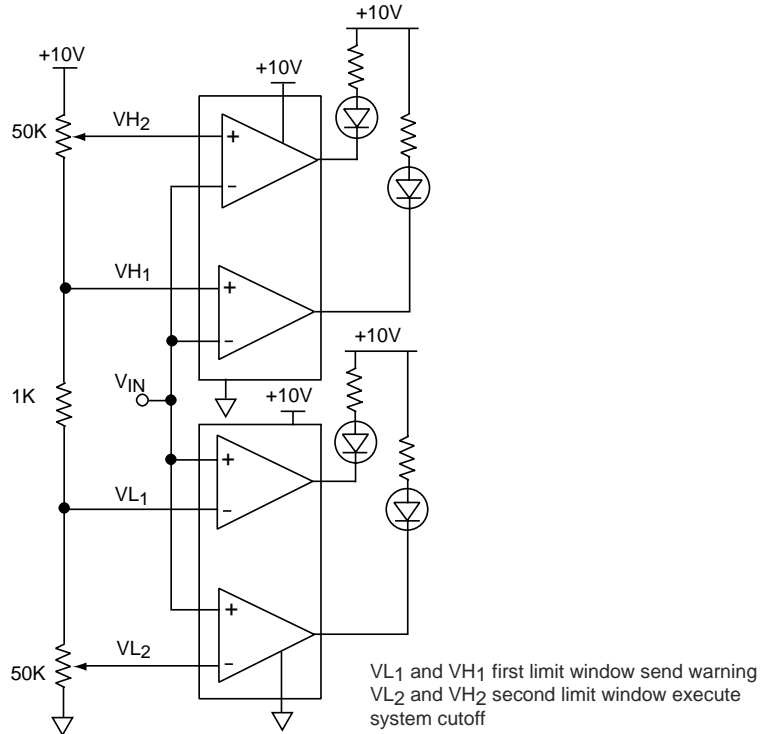 +10V
+10V
+10V
50K
VH2
+
−
VH1
+
−
+10V
1K
VIN
+10V
+
−
VL1
+
−
50K
VL2
VL1 and VH1 first limit window send warning
VL2 and VH2 second limit window execute
system cutoff